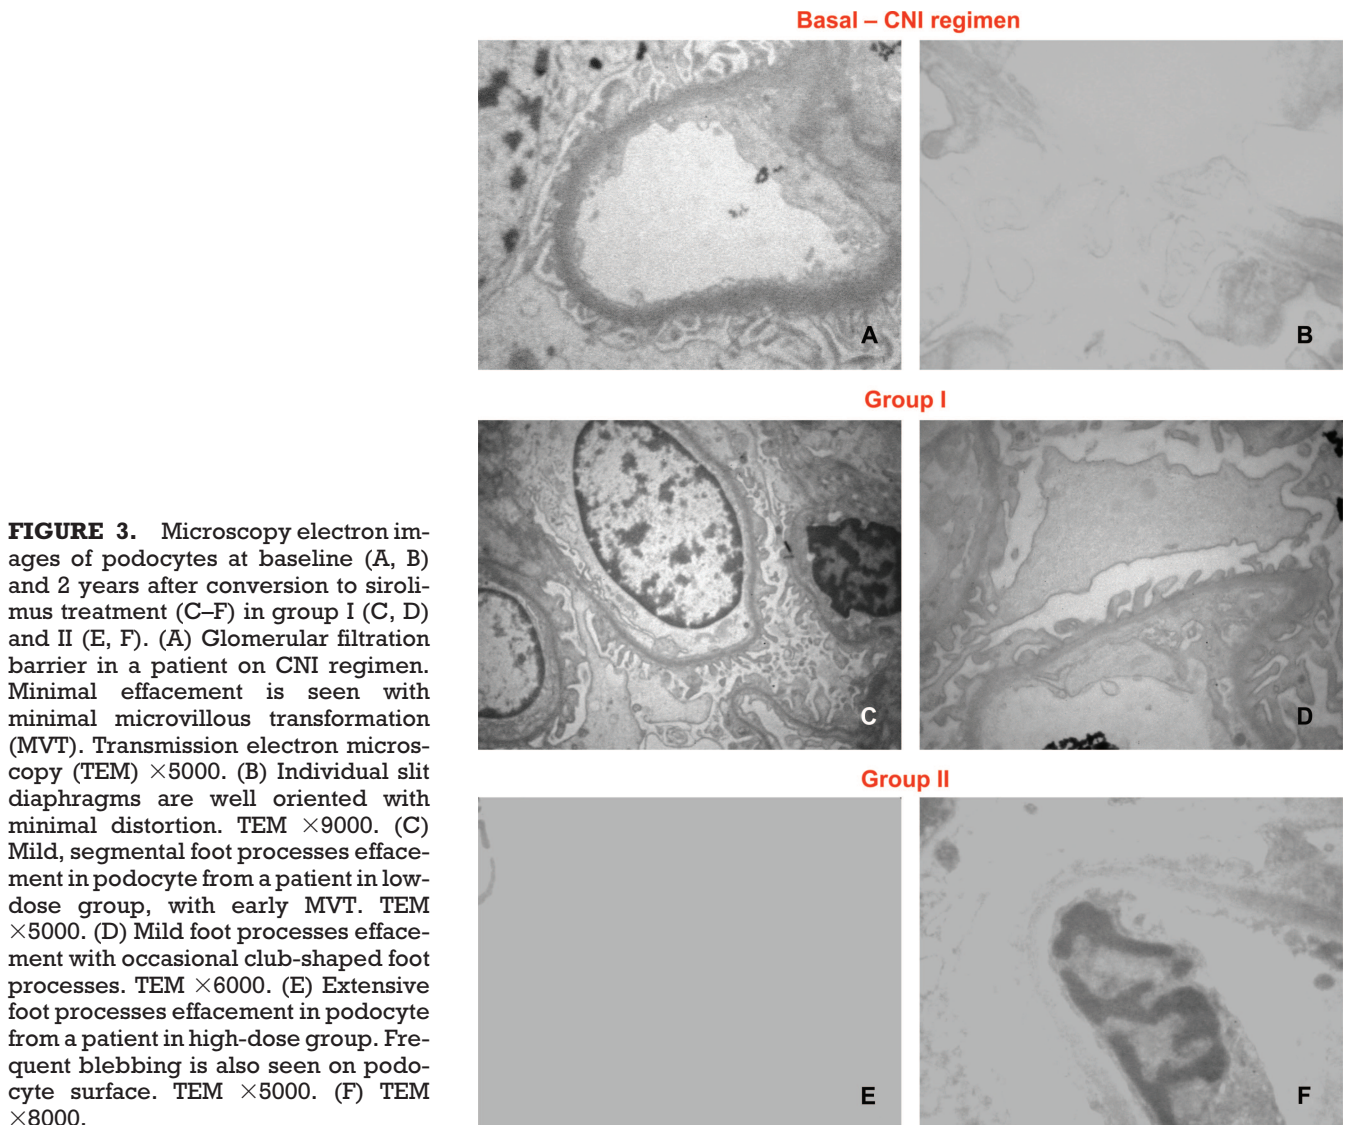 Basal – CNI regimen
A
B
Group I
C
D
Group II
E
F
FIGURE 3. Microscopy electron im-
ages of podocytes at baseline (A, B)
and 2 years after conversion to siroli-
mus treatment (C–F) in group I (C, D)
and II (E, F). (A) Glomerular filtration
barrier in a patient on CNI regimen.
Minimal effacement is seen with
minimal microvillous transformation
(MVT). Transmission electron micros-
copy (TEM) ×5000. (B) Individual slit
diaphragms are well oriented with
minimal distortion. TEM ×9000. (C)
Mild, segmental foot processes efface-
ment in podocyte from a patient in low-
dose group, with early MVT. TEM
×5000. (D) Mild foot processes efface-
ment with occasional club-shaped foot
processes. TEM ×6000. (E) Extensive
foot processes effacement in podocyte
from a patient in high-dose group. Fre-
quent blebbing is also seen on podo-
cyte surface. TEM ×5000. (F) TEM
×8000.